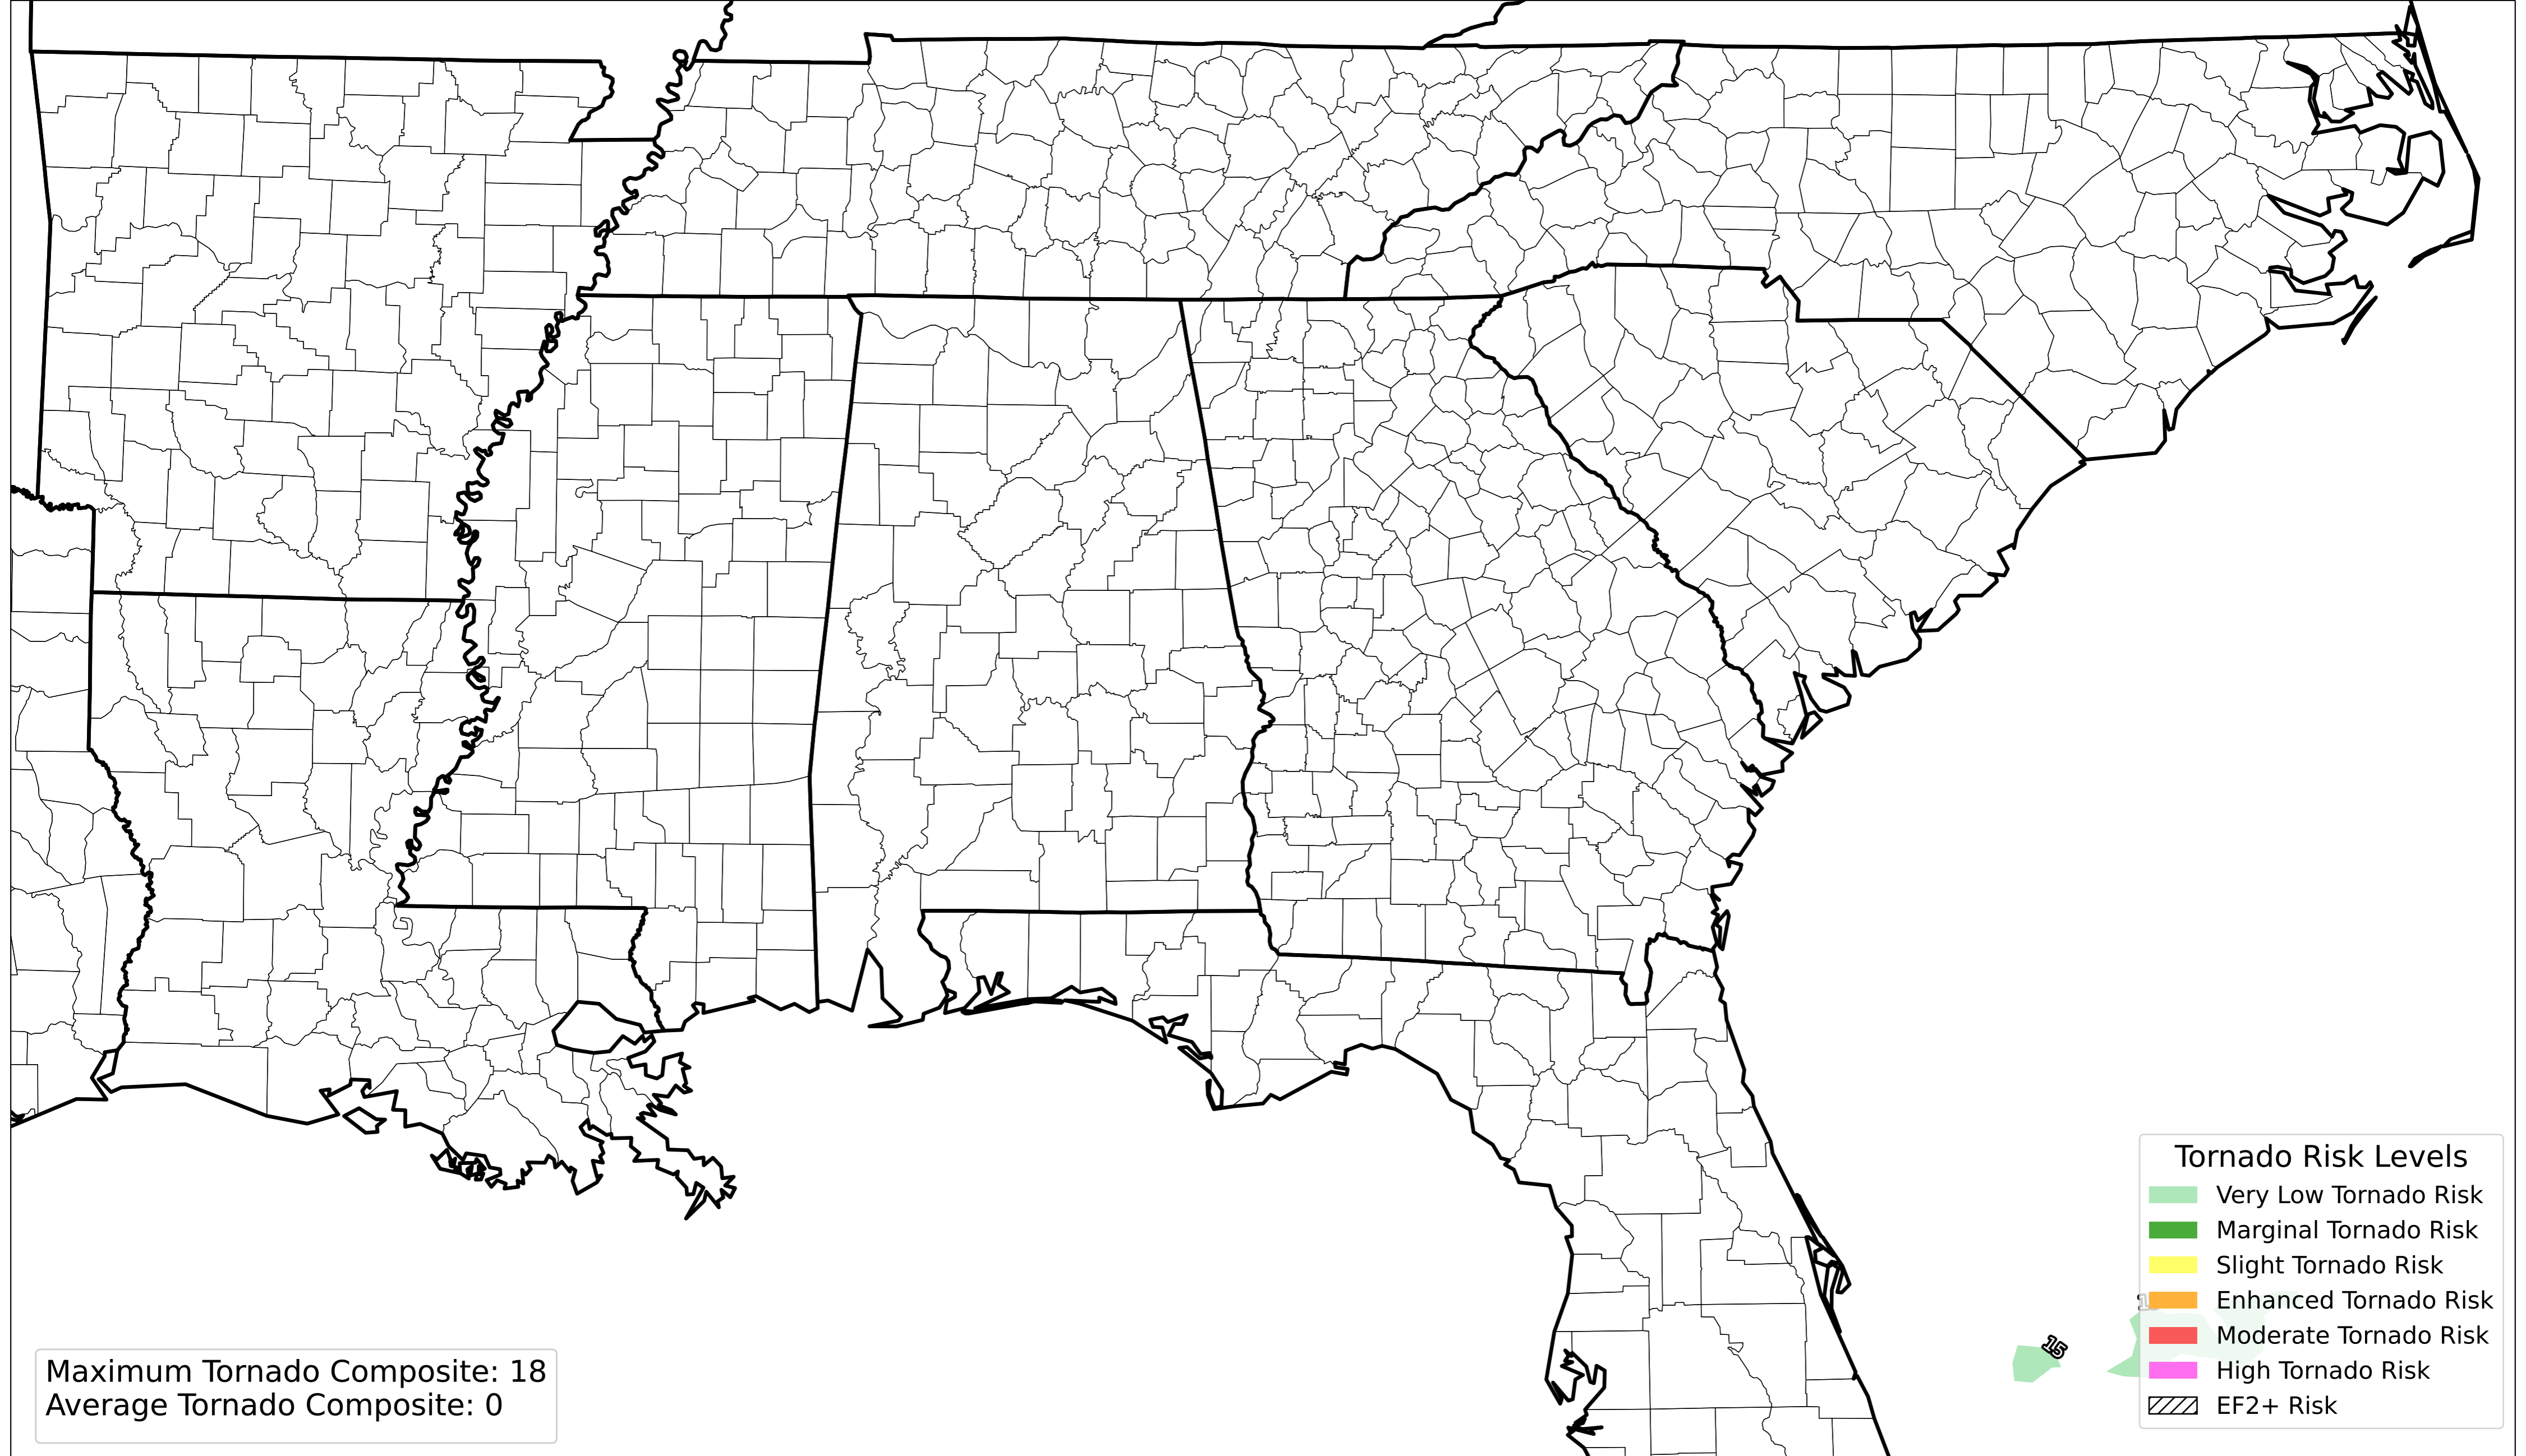 15
Tornado Risk Levels
Very Low Tornado Risk
Marginal Tornado Risk
Slight Tornado Risk
Enhanced Tornado Risk
Moderate Tornado Risk
High Tornado Risk
EF2+ Risk
Maximum Tornado Composite: 18
Average Tornado Composite: 0